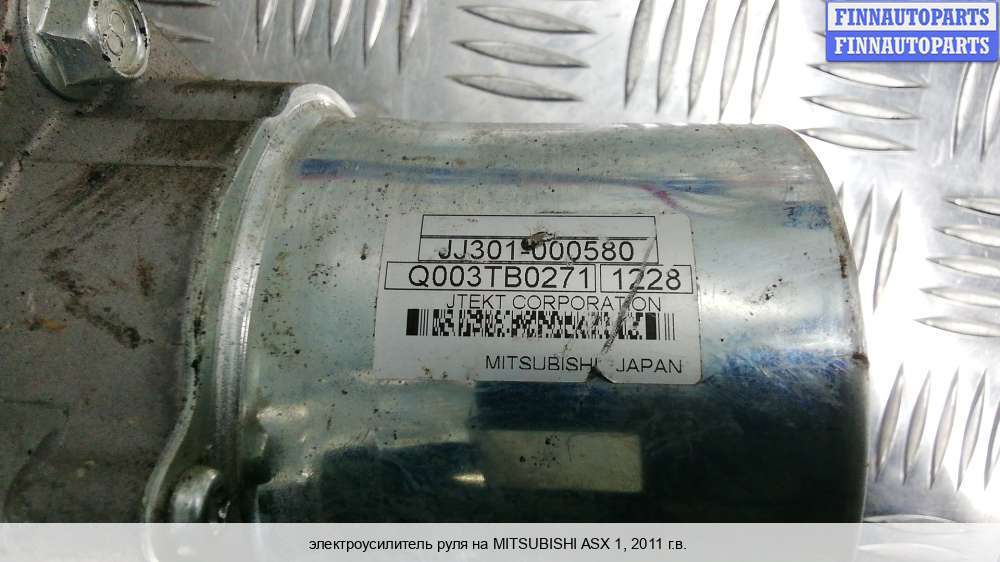 FINNAUTOPARTS
FINNAUTOPARTS
JJ301-000580
Q003TB0271 1228
JTEKT CORPORATION
MITSUBISHI JAPAN
электроусилитель руля на MITSUBISHI ASX 1, 2011 г.в.